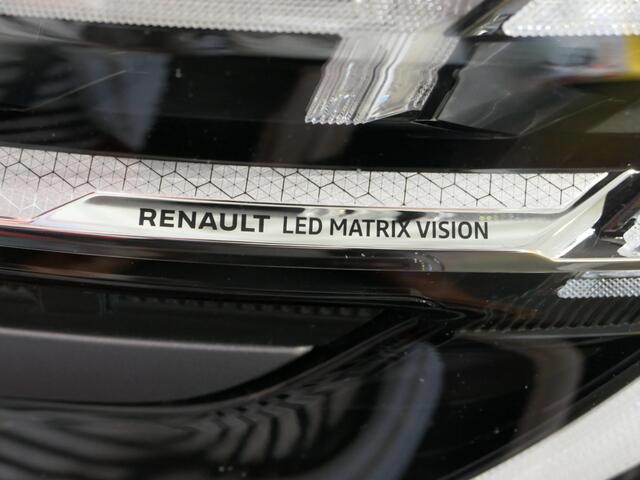 RENAULT LED MATRIX VISION